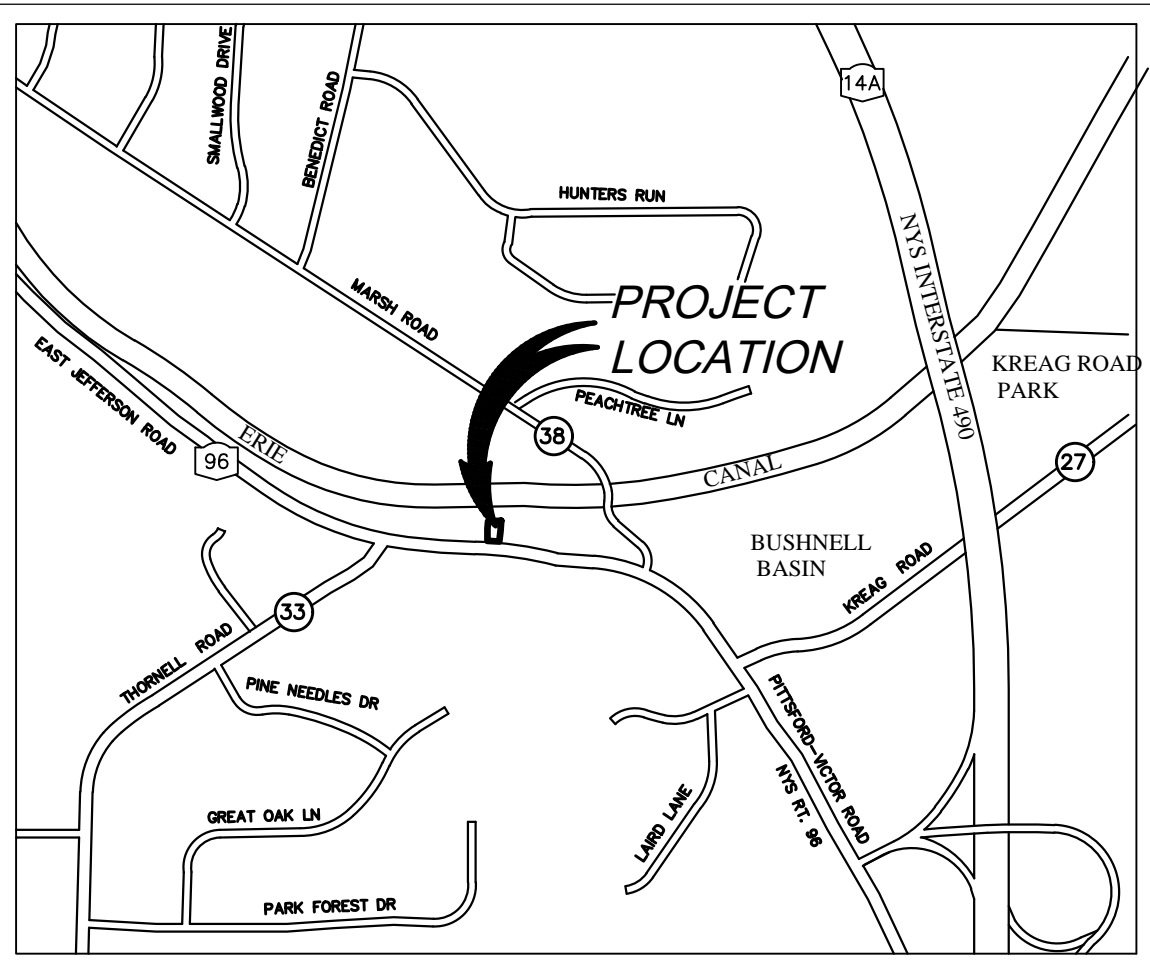 SMALLWOOD DRIVE
BENEDICT ROAD
14A
HUNTERS RUN
NYS INTERSTATE 490
MARSH ROAD
PROJECT
LOCATION
EAST JEFFERSON ROAD
KREAG ROAD
PARK
PEACHTREE LN
38
ERIE
96
CANAL
27
BUSHNELL
BASIN
KREAG ROAD
33
THORNELL ROAD
PINE NEEDLES DR
PITTSFORD-VICTOR ROAD
NYS RT. 96
GREAT OAK LN
LAIRD LANE
PARK FOREST DR